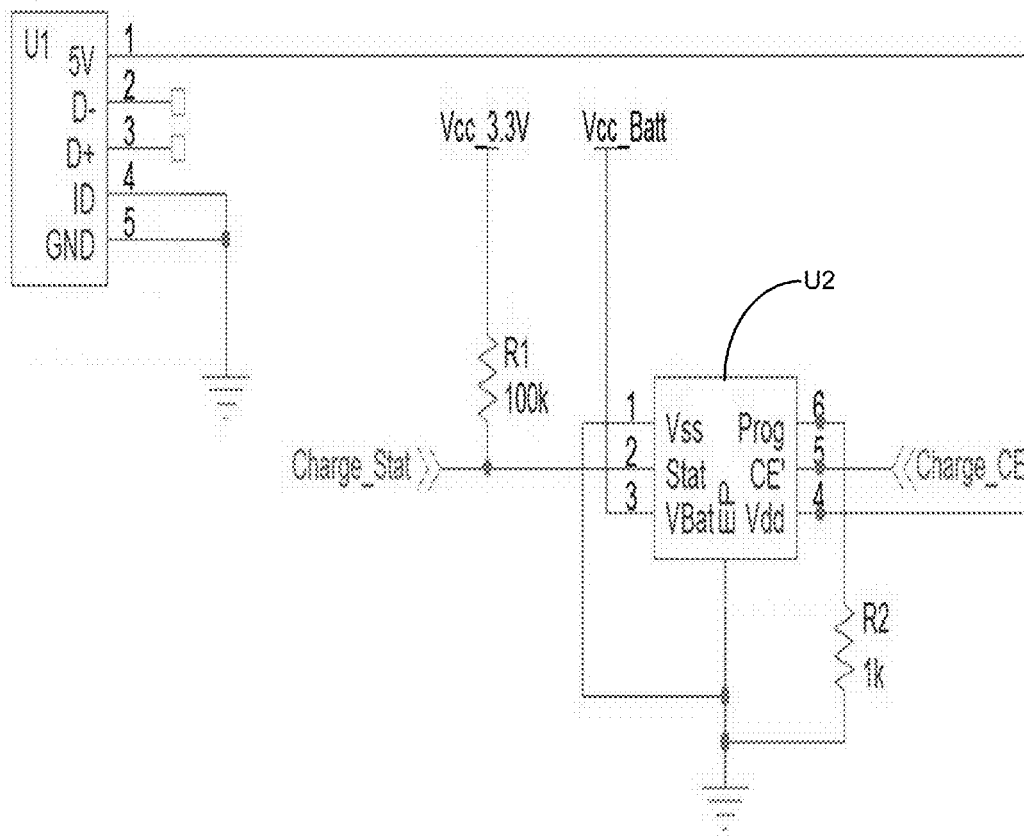 U1
5V
1
D-
2
D+
3
ID
4
GND
5
Vcc_3.3V
Vcc_Batt
U2
R1
100k
Charge_Stat
1
Vss
2
Stat
3
VBat
EP
Prog
6
CE'
5
Vdd
4
Charge_CE
R2
1k